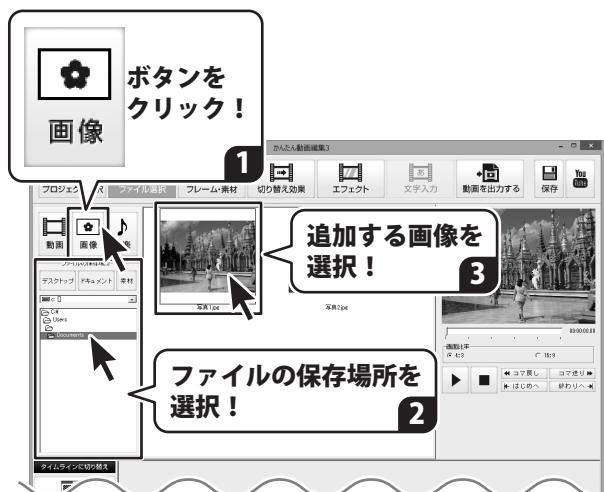 ボタンを
クリック！
画像
1
かんたん動画編集3
ファイル選択
フレーム・素材
切り替え効果
エフェクト
あ
文字入力
動画を出力する
保存
You
Tube
動画
画像
追加する画像を
選択！
3
デスクトップ
ドキュメント
素材
c: []
C:¥
Users
Documents
写真1.jpg
写真2.jpg
00:00:00.00
画面比率
4:3
16:9
コマ戻し
コマ送り
はじめへ
終わりへ
ファイルの保存場所を
選択！
2
タイムラインに切り替え